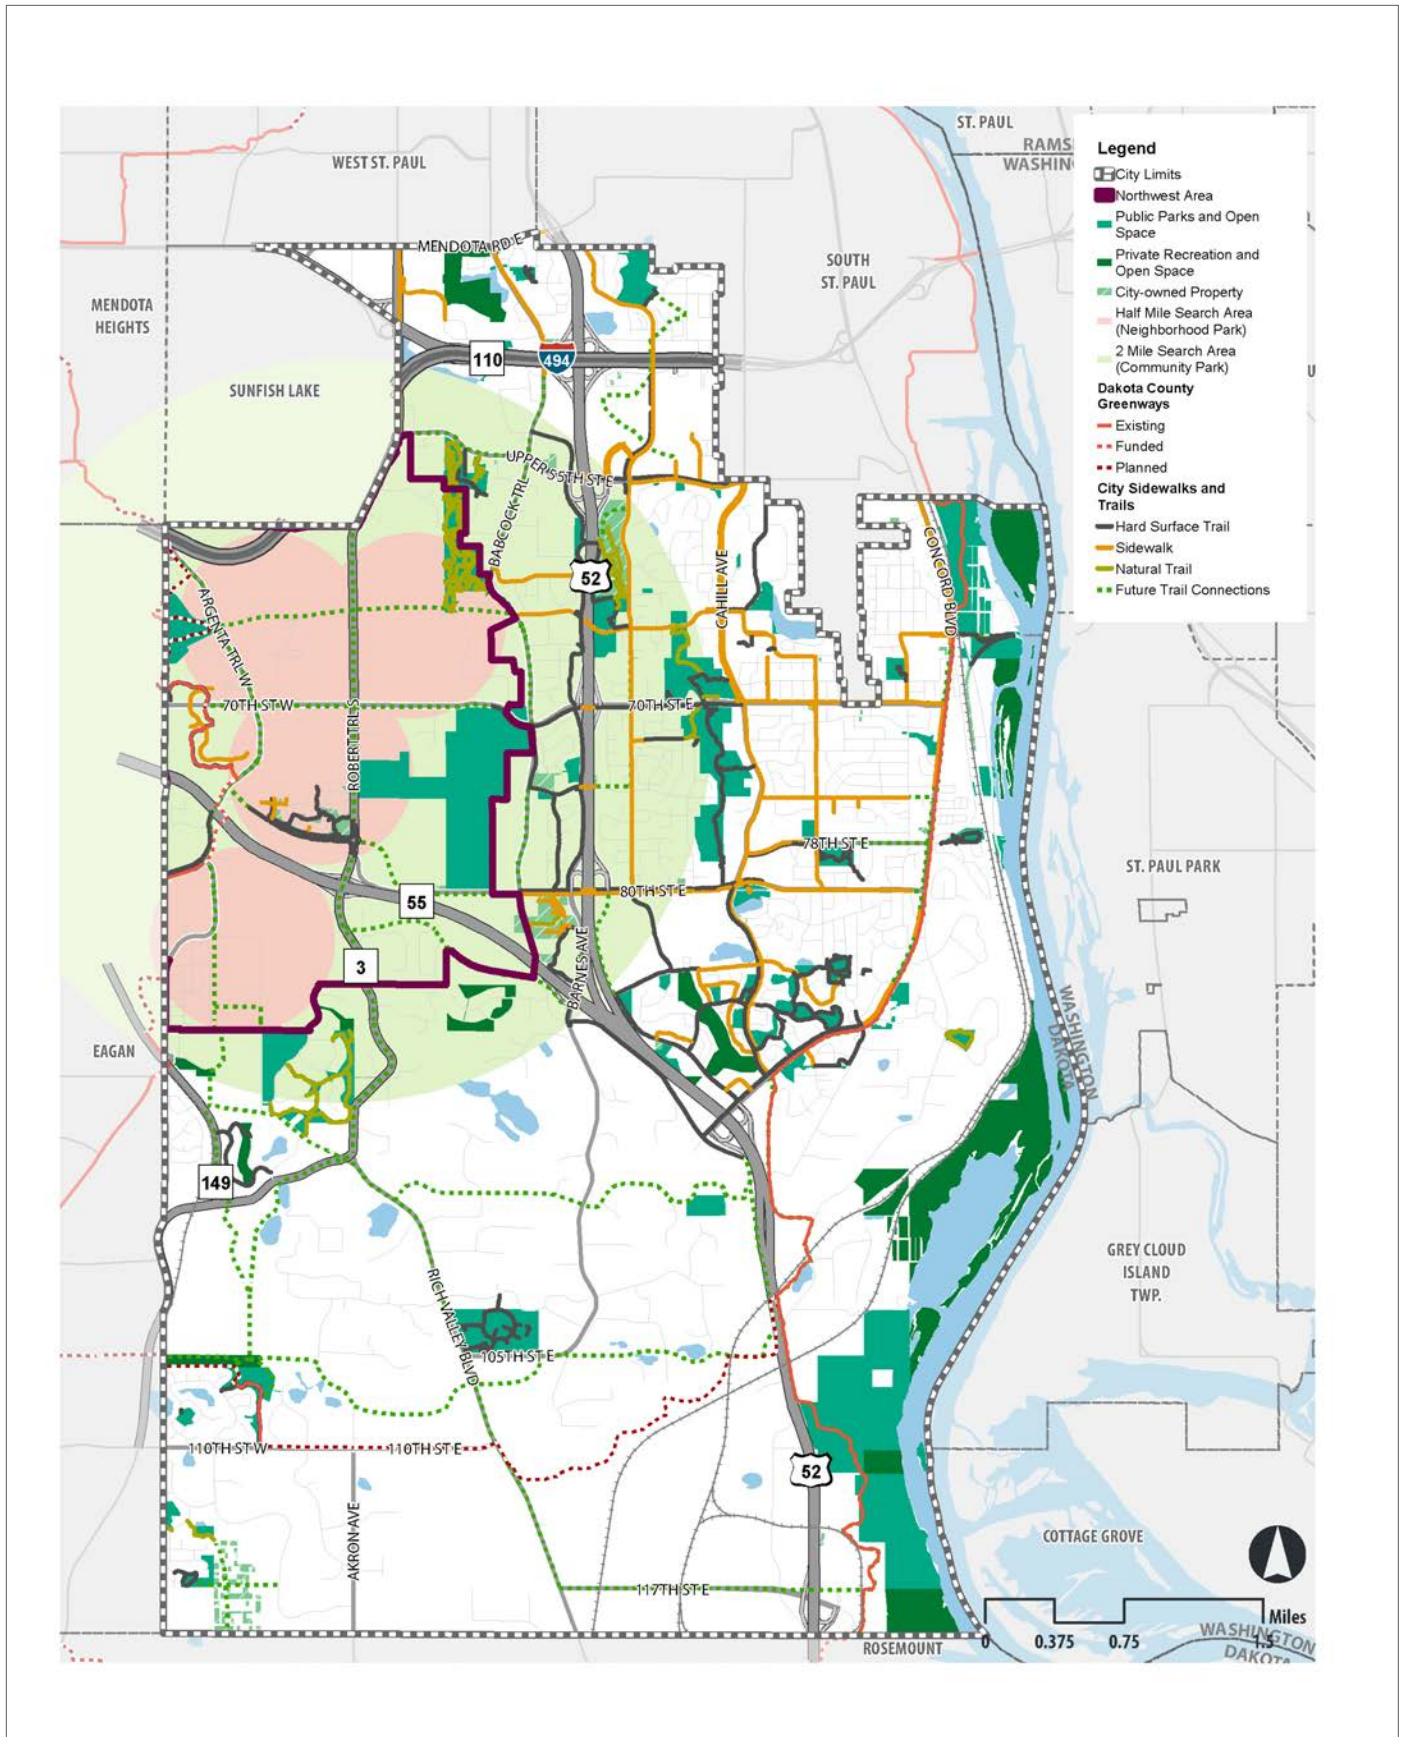 ST. PAUL
RAMS
WASHIN
WEST ST. PAUL
SOUTH
ST. PAUL
MENDOTA RD E
MENDOTA
HEIGHTS
110
494
SUNFISH LAKE
Legend
City Limits
Northwest Area
Public Parks and Open
Space
Private Recreation and
Open Space
City-owned Property
Half Mile Search Area
(Neighborhood Park)
2 Mile Search Area
(Community Park)
Dakota County
Greenways
Existing
Funded
Planned
City Sidewalks and
Trails
Hard Surface Trail
Sidewalk
Natural Trail
Future Trail Connections
U
UPPER 55TH ST E
BABCOCK TRL
52
CAHILL AVE
CONCORD BLVD
ARGENTA TRL W
70TH ST W
ROBERT TRL S
70TH ST E
78TH ST E
80TH ST E
55
3
BARNES AVE
ST. PAUL PARK
WASHINGTON
DAKOTA
EAGAN
149
GREY CLOUD
ISLAND
TWP.
RICH VALLEY BLVD
105TH ST E
110TH ST W
110TH ST E
52
AKRON AVE
117TH ST E
COTTAGE GROVE
ROSEMOUNT
Miles
0
0.375
0.75
1.5
WASHINGTON
DAKOTA